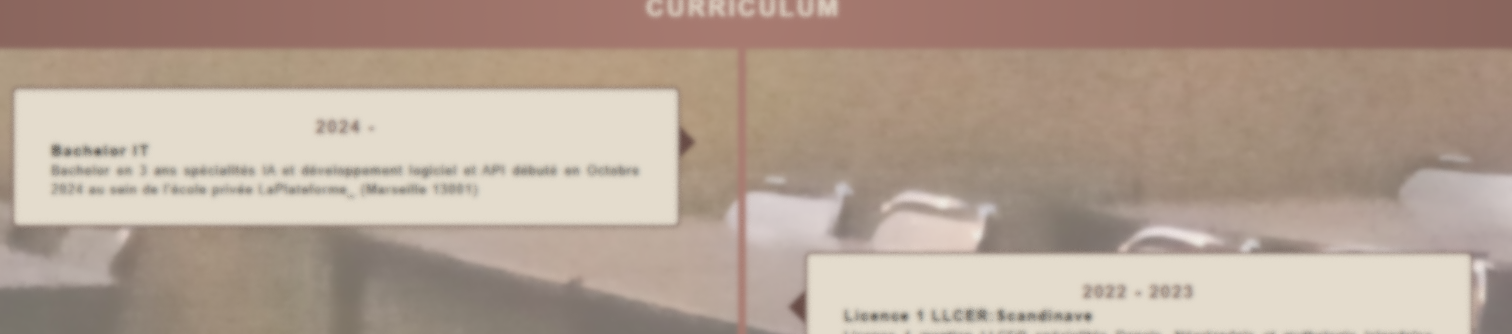 CURRICULUM
2024 -
Bachelor IT
Bachelor en 3 ans spécialités IA et développement logiciel et API débuté en Octobre
2024 au sein de l'école privée LaPlateforme_ (Marseille 13001)
2022 - 2023
Licence 1 LLCER:Scandinave